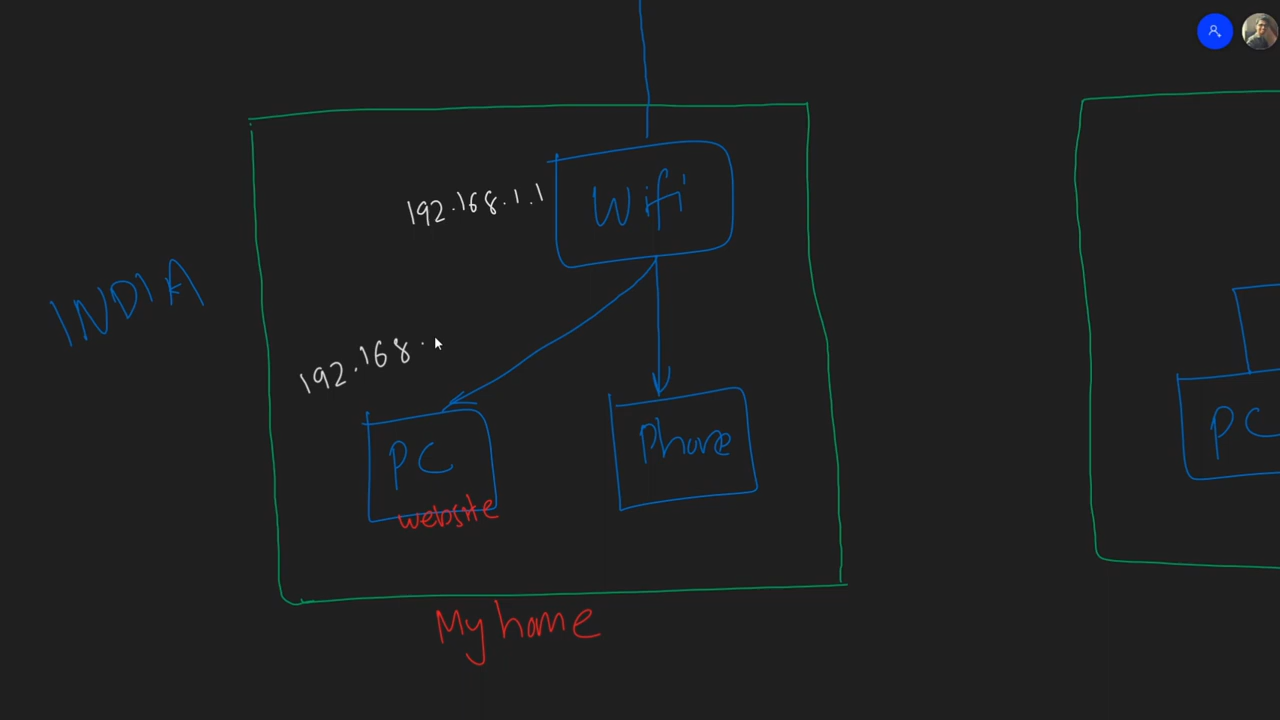 Wifi
192.168.1.1
INDIA
192.168.
PC
Phone
PC
website
My home